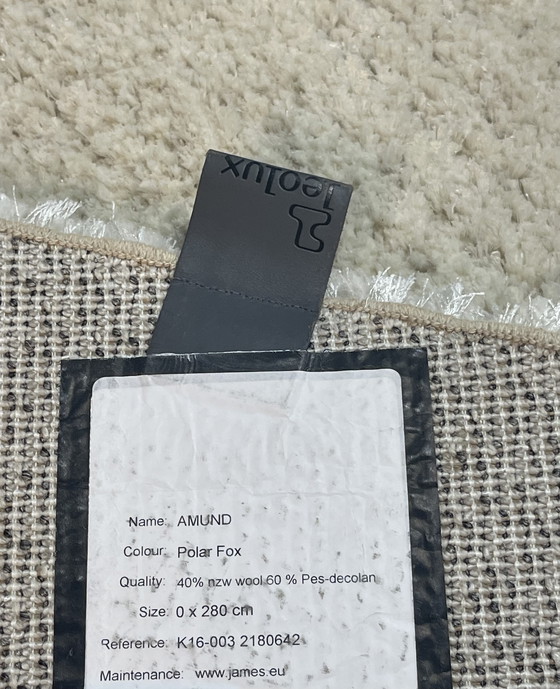 leolux
Name: AMUND
Colour: Polar Fox
Quality: 40% nzw wool 60 % Pes-decolan
Size: 0 x 280 cm
Reference: K16-003 2180642
Maintenance: www.james.eu